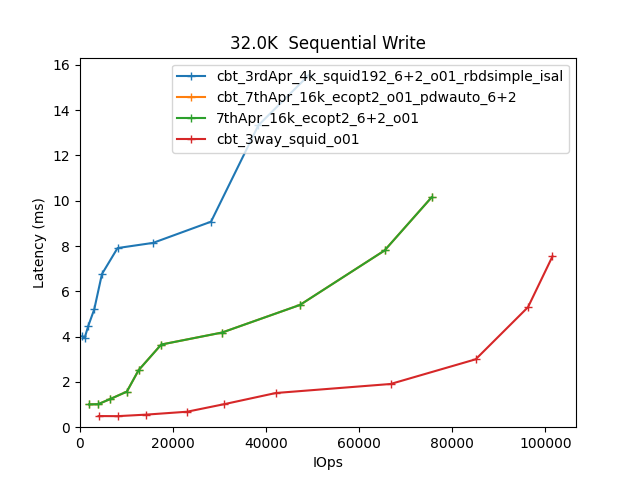 32.0K  Sequential Write
cbt_3rdApr_4k_squid192_6+2_o01_rbdsimple_isal
cbt_7thApr_16k_ecopt2_o01_pdwauto_6+2
7thApr_16k_ecopt2_6+2_o01
cbt_3way_squid_o01
Latency (ms)
16
14
12
10
8
6
4
2
0
0 20000 40000 60000 80000 100000
IOps